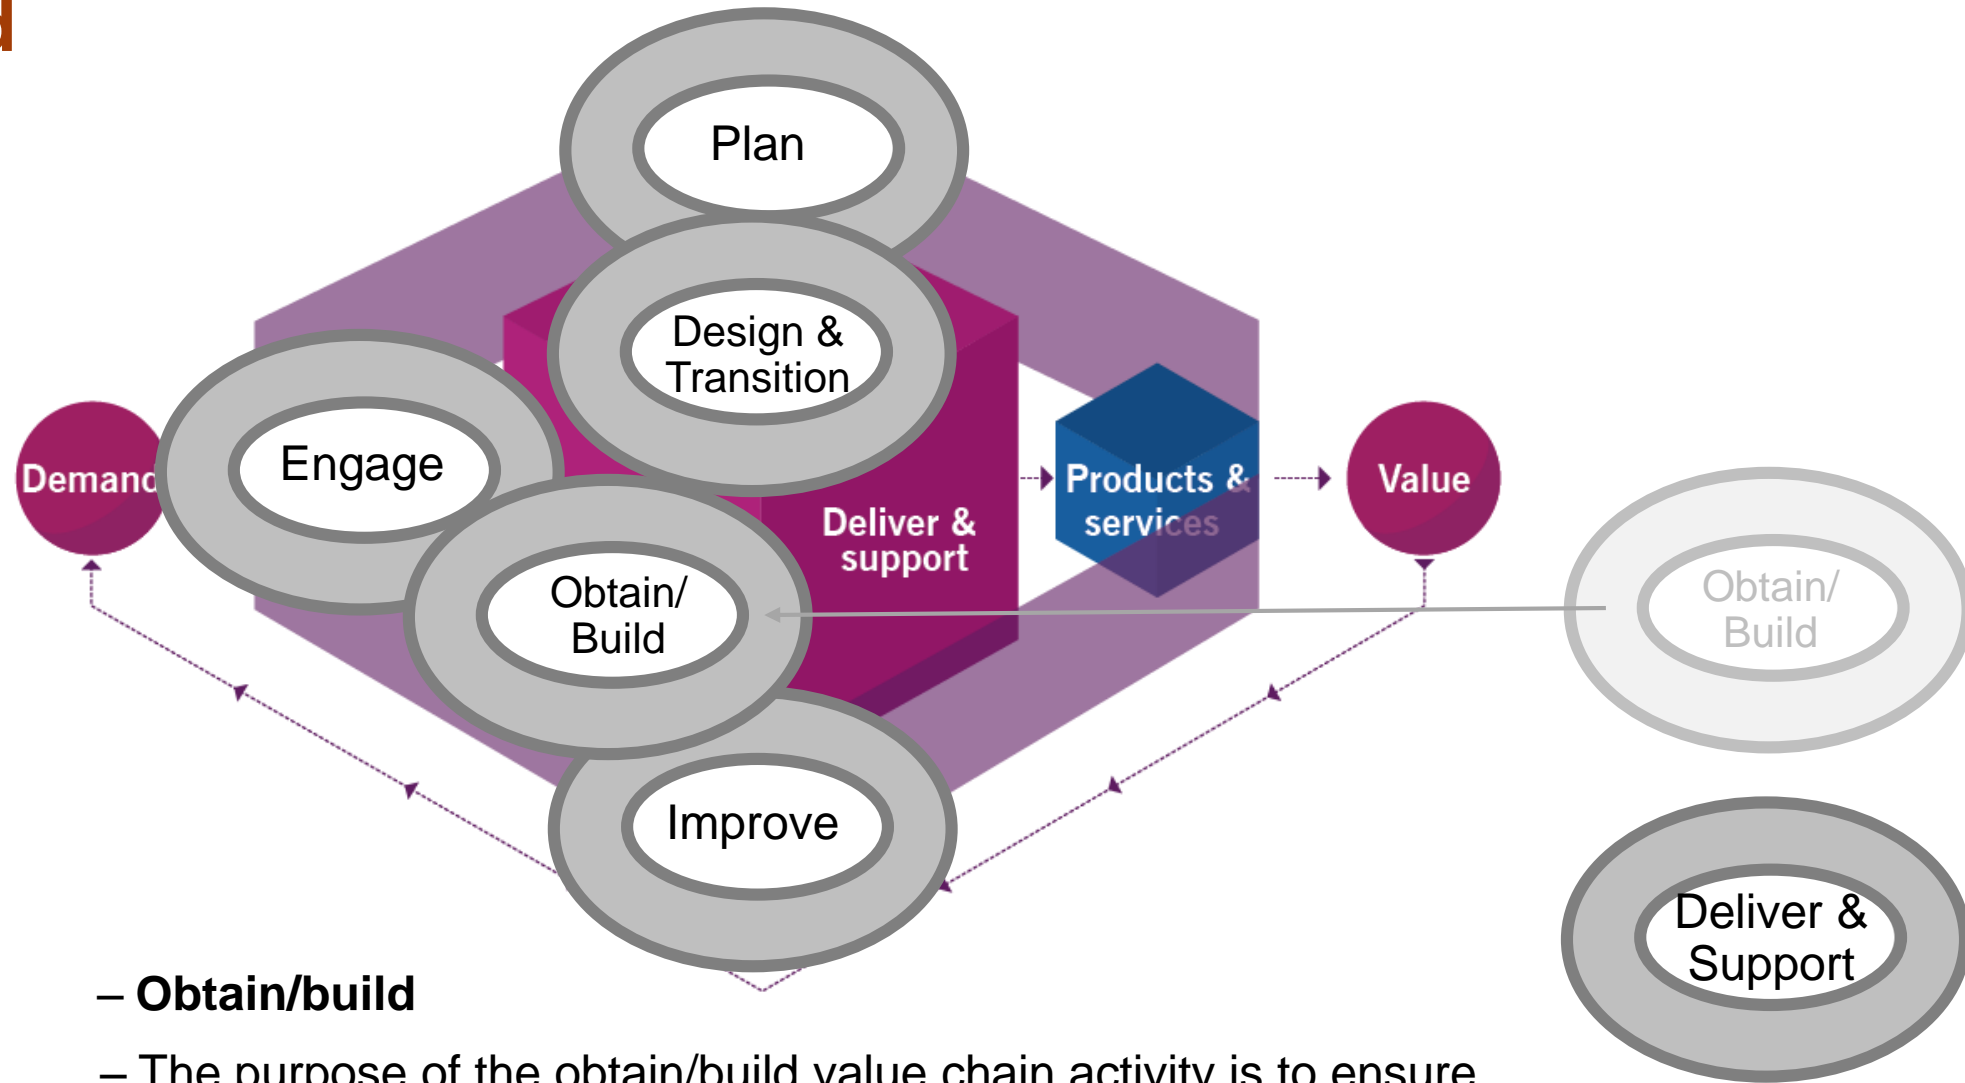 Plan
Design &
Transition
Engage
Demand
Products &
services
Value
Deliver &
support
Obtain/
Build
Obtain/
Build
Improve
Deliver &
Support
– Obtain/build
– The purpose of the obtain/build value chain activity is to ensure